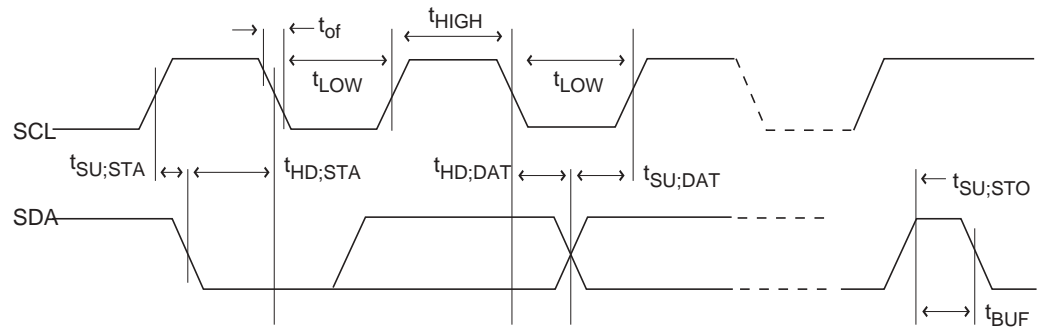 tof
tHIGH
tLOW
tLOW
SCL
tSU;STA
tHD;STA
tHD;DAT
tSU;DAT
tSU;STO
SDA
tBUF